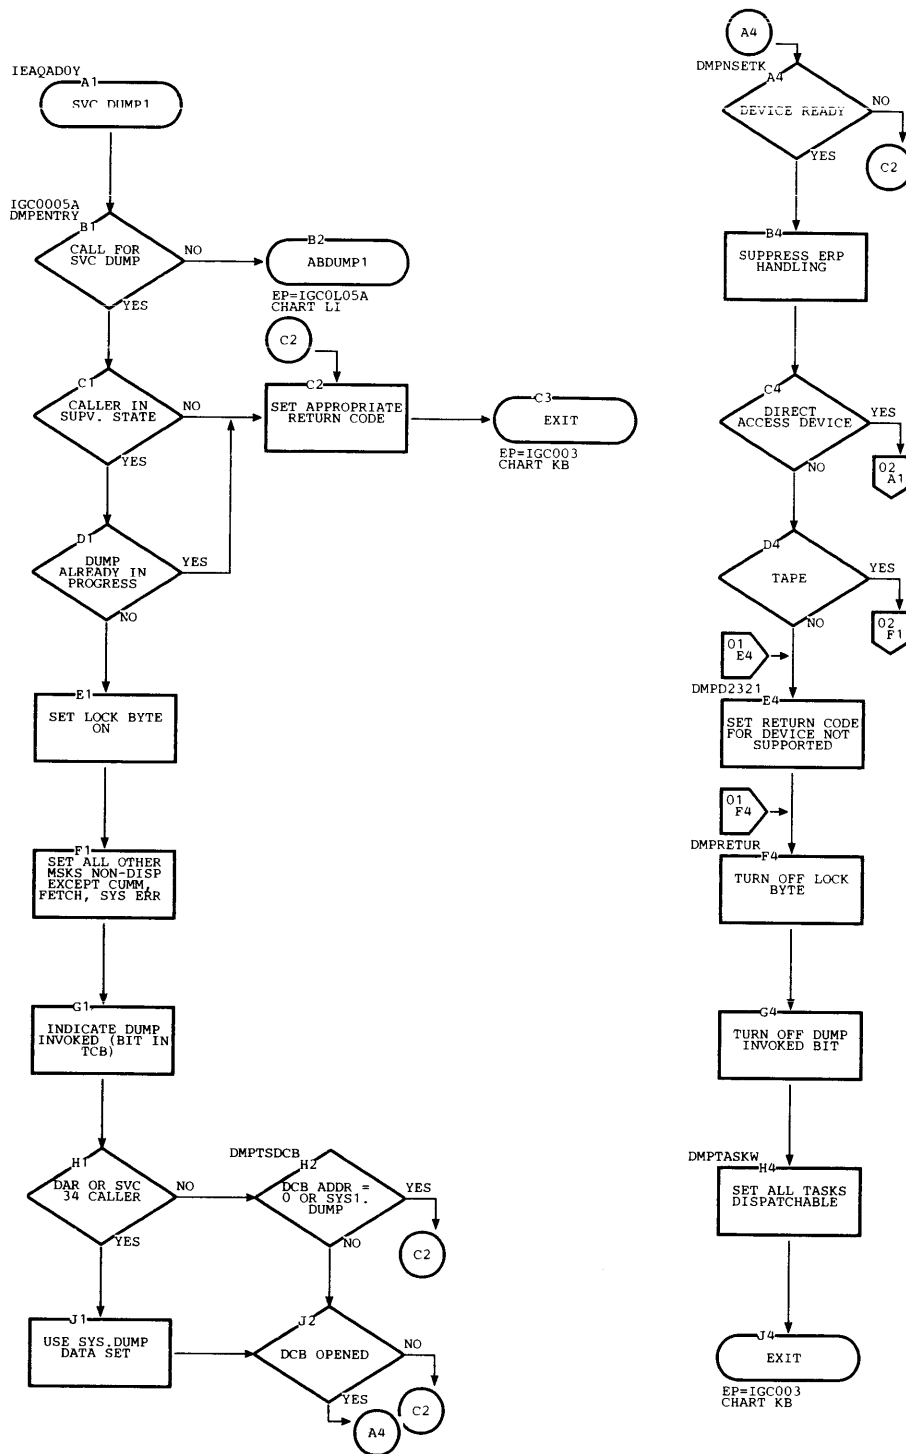 IEAQAD0Y
A1
SVC DUMP1
IGC0005A
DMPENTRY
B1
CALL FOR
SVC DUMP
NO
YES
B2
ABDUMP1
EP=IGC0L05A
CHART LI
C2
C1
CALLER IN
SUPV. STATE
NO
YES
C2
SET APPROPRIATE
RETURN CODE
C3
EXIT
EP=IGC003
CHART KB
D1
DUMP
ALREADY IN
PROGRESS
YES
NO
E1
SET LOCK BYTE
ON
F1
SET ALL OTHER
MSKS NON-DISP
EXCEPT CUMM,
FETCH, SYS ERR
G1
INDICATE DUMP
INVOKED (BIT IN
TCB)
H1
DAR OR SVC
34 CALLER
NO
YES
DMPTSDCB
H2
DCB ADDR =
0 OR SYS1.
DUMP
YES
NO
C2
J1
USE SYS.DUMP
DATA SET
J2
DCB OPENED
NO
YES
C2
A4
A4
DMPNSETK
A4
DEVICE READY
NO
YES
C2
B4
SUPPRESS ERP
HANDLING
C4
DIRECT
ACCESS DEVICE
YES
NO
02
A1
D4
TAPE
YES
NO
02
F1
01
E4
DMPD2321
E4
SET RETURN CODE
FOR DEVICE NOT
SUPPORTED
01
F4
DMPRETUR
F4
TURN OFF LOCK
BYTE
G4
TURN OFF DUMP
INVOKED BIT
DMPTASKW
H4
SET ALL TASKS
DISPATCHABLE
J4
EXIT
EP=IGC003
CHART KB